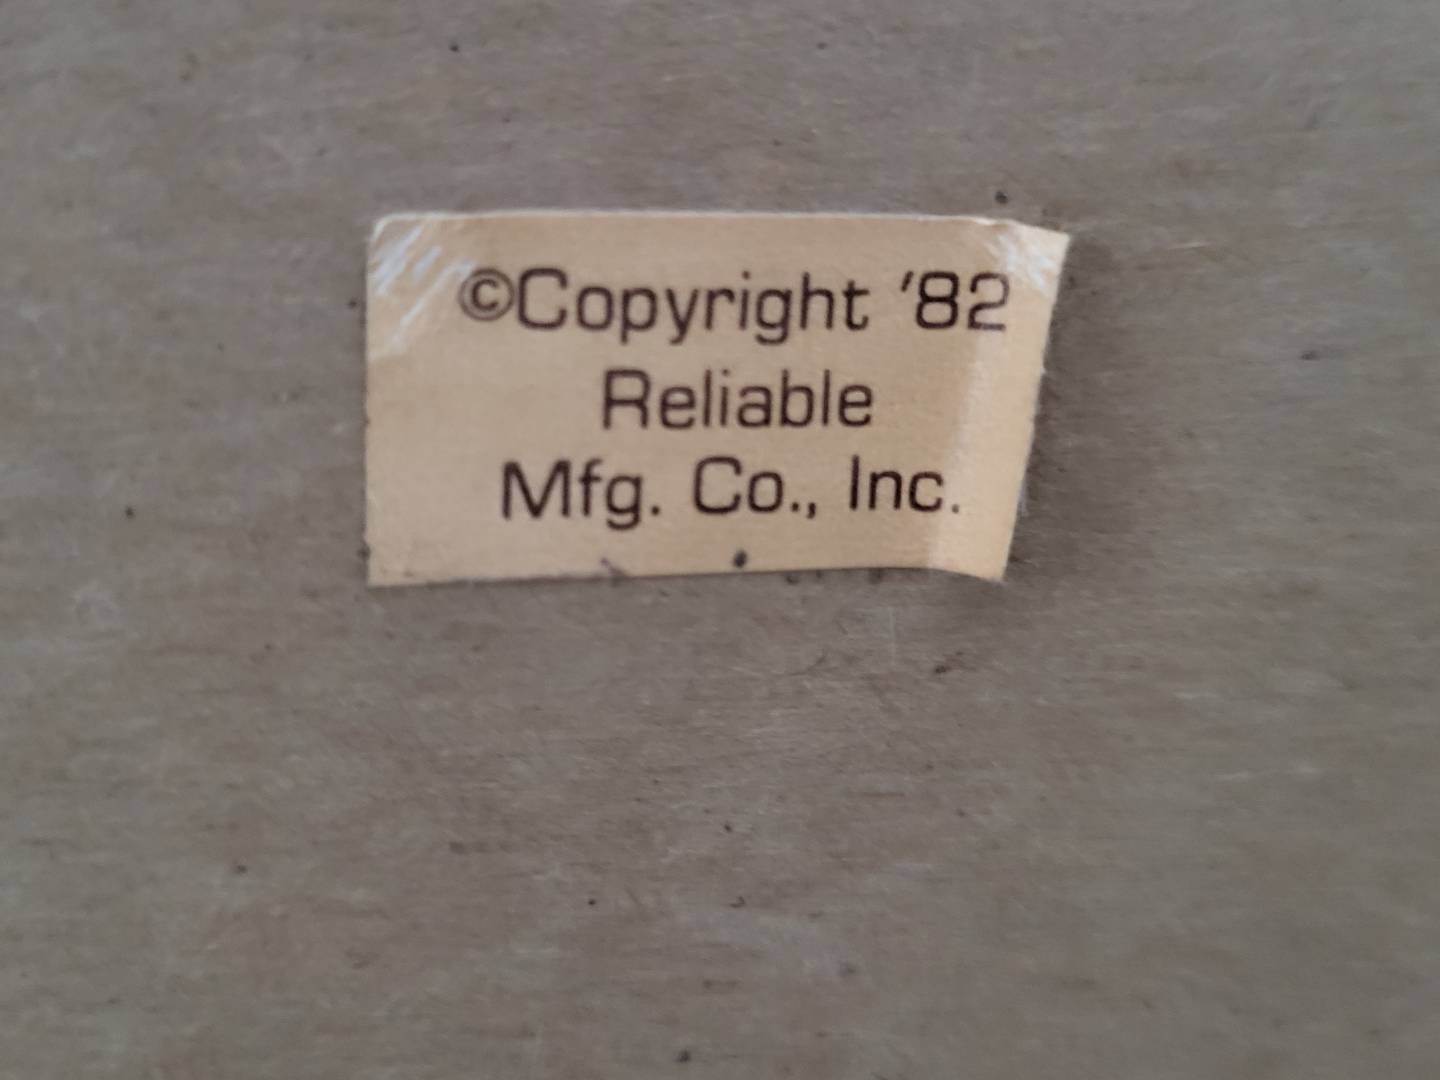 ©Copyright '82
Reliable
Mfg. Co., Inc.